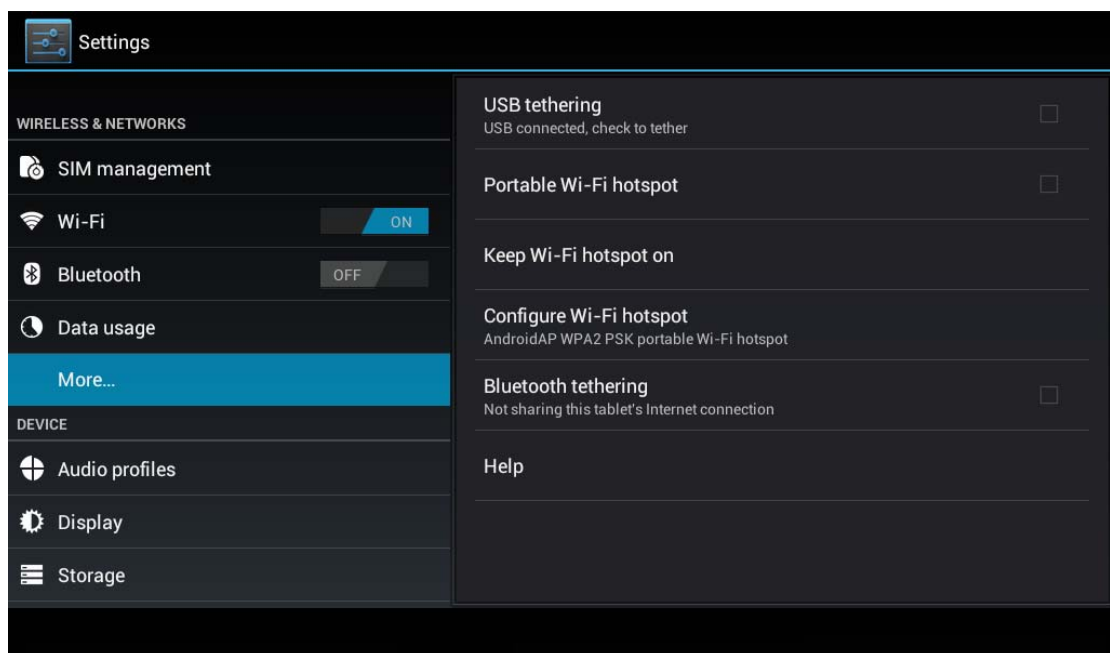 Settings
WIRELESS & NETWORKS
SIM management
Wi-Fi
ON
Bluetooth
OFF
Data usage
More...
DEVICE
Audio profiles
Display
Storage
USB tethering
USB connected, check to tether
Portable Wi-Fi hotspot
Keep Wi-Fi hotspot on
Configure Wi-Fi hotspot
AndroidAP WPA2 PSK portable Wi-Fi hotspot
Bluetooth tethering
Not sharing this tablet's Internet connection
Help